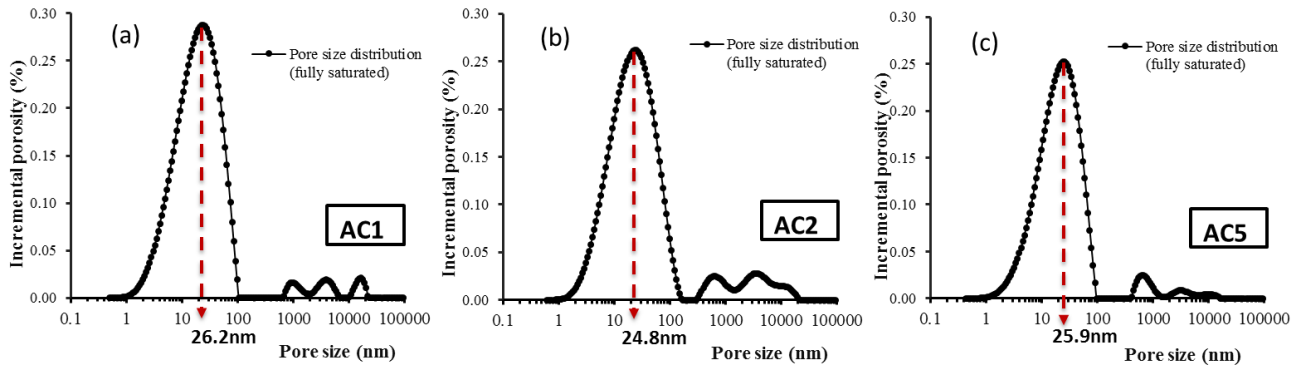 (a)
Pore size distribution
(fully saturated)
Incremental porosity (%)
0.30
0.25
0.20
0.15
0.10
0.05
0.00
AC1
0.1 1 10 100 1000 10000 100000
26.2nm
Pore size (nm)
(b)
Pore size distribution
(fully saturated)
Incremental porosity (%)
0.30
0.25
0.20
0.15
0.10
0.05
0.00
AC2
0.1 1 10 100 1000 10000 100000
24.8nm
Pore size (nm)
(c)
Pore size distribution
(fully saturated)
Incremental porosity (%)
0.30
0.25
0.20
0.15
0.10
0.05
0.00
AC5
0.1 1 10 100 1000 10000 100000
25.9nm
Pore size (nm)